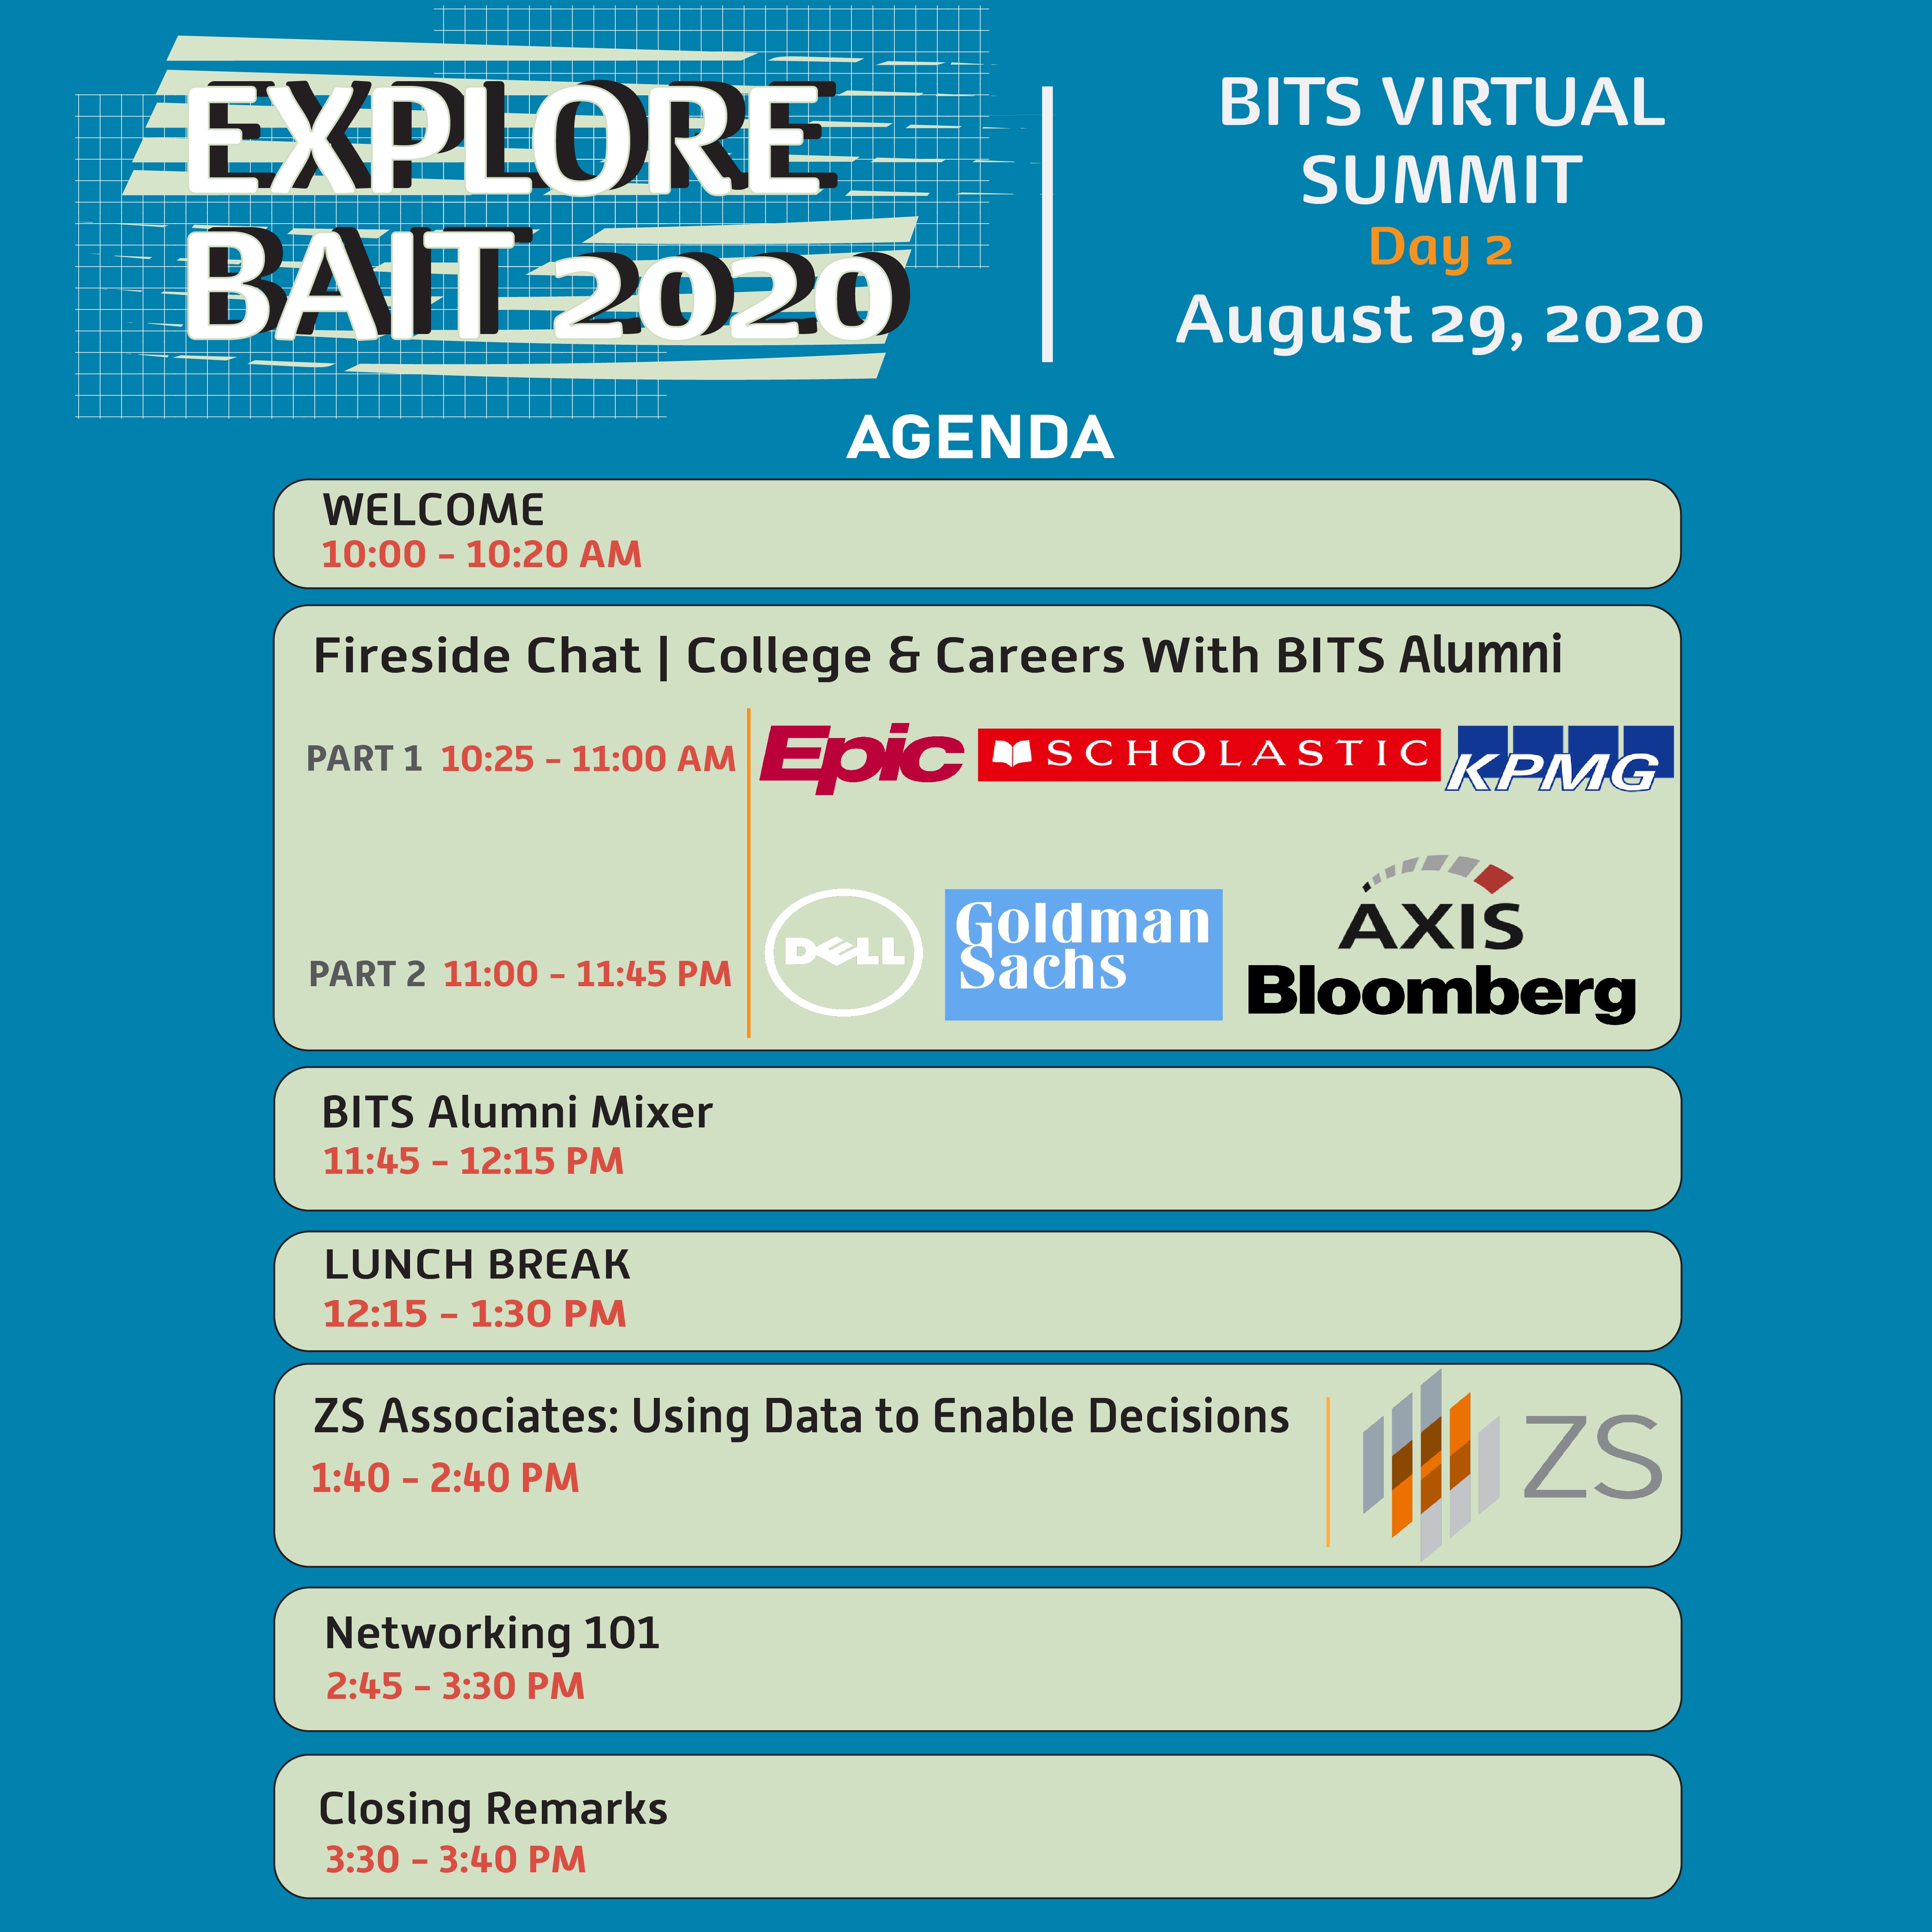 EXPLORE
BAIT 2020
BITS VIRTUAL
SUMMIT
Day 2
August 29, 2020
AGENDA
WELCOME
10:00 - 10:20 AM
Fireside Chat | College & Careers With BITS Alumni
PART 1 10:25 - 11:00 AM
Epic
SCHOLASTIC
KPMG
PART 2 11:00 - 11:45 PM
DELL
Goldman
Sachs
AXIS
Bloomberg
BITS Alumni Mixer
11:45 - 12:15 PM
LUNCH BREAK
12:15 - 1:30 PM
ZS Associates: Using Data to Enable Decisions
1:40 - 2:40 PM
ZS
Networking 101
2:45 - 3:30 PM
Closing Remarks
3:30 - 3:40 PM